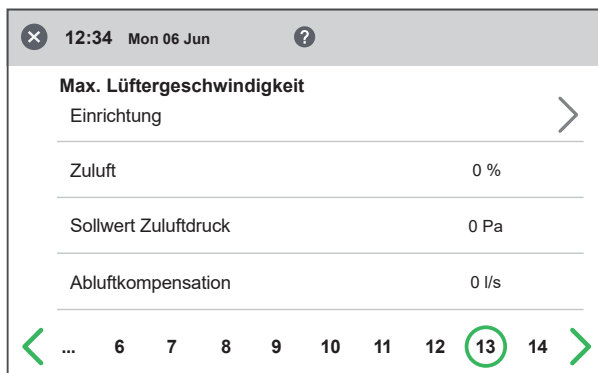 12:34 Mon 06 Jun ?
Max. Lüftergeschwindigkeit
Einrichtung
Zuluft 0 %
Sollwert Zuluftdruck 0 Pa
Abluftkompensation 0 l/s
... 6 7 8 9 10 11 12 13 14